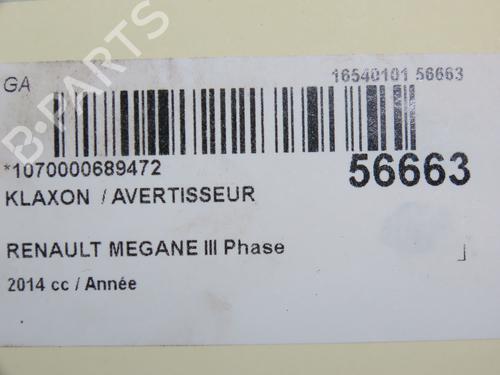 GA
16540101 56663
*1070000689472
56663
KLAXON / AVERTISSEUR
RENAULT MEGANE III Phase
2014 cc / Année
B-PARTS